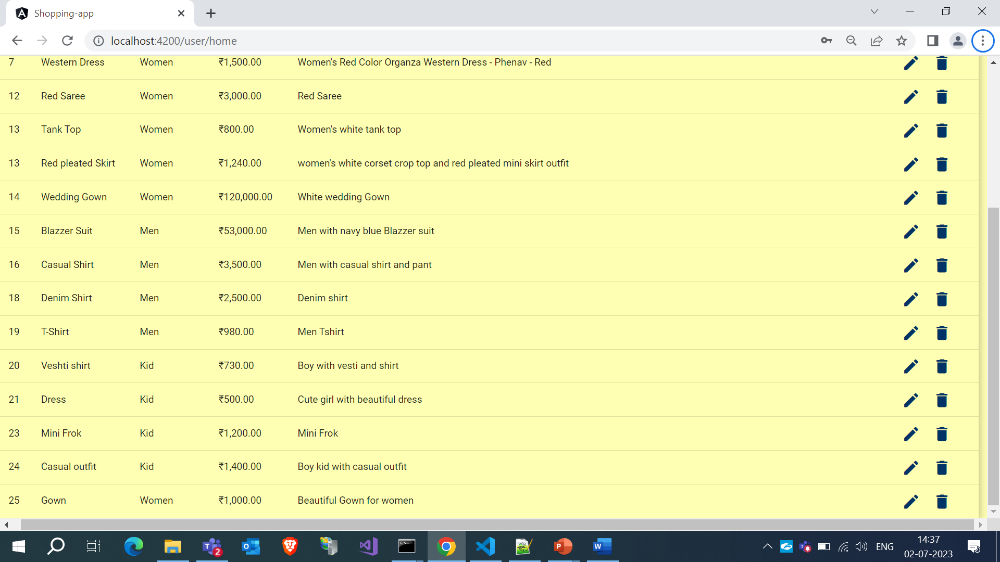 Shopping-app
localhost:4200/user/home
7 Western Dress Women ₹1,500.00 Women's Red Color Organza Western Dress - Phenav - Red
12 Red Saree Women ₹3,000.00 Red Saree
13 Tank Top Women ₹800.00 Women's white tank top
13 Red pleated Skirt Women ₹1,240.00 women's white corset crop top and red pleated mini skirt outfit
14 Wedding Gown Women ₹120,000.00 White wedding Gown
15 Blazzer Suit Men ₹53,000.00 Men with navy blue Blazzer suit
16 Casual Shirt Men ₹3,500.00 Men with casual shirt and pant
18 Denim Shirt Men ₹2,500.00 Denim shirt
19 T-Shirt Men ₹980.00 Men Tshirt
20 Veshti shirt Kid ₹730.00 Boy with vesti and shirt
21 Dress Kid ₹500.00 Cute girl with beautiful dress
23 Mini Frok Kid ₹1,200.00 Mini Frok
24 Casual outfit Kid ₹1,400.00 Boy kid with casual outfit
25 Gown Women ₹1,000.00 Beautiful Gown for women
2
ENG
14:37
02-07-2023